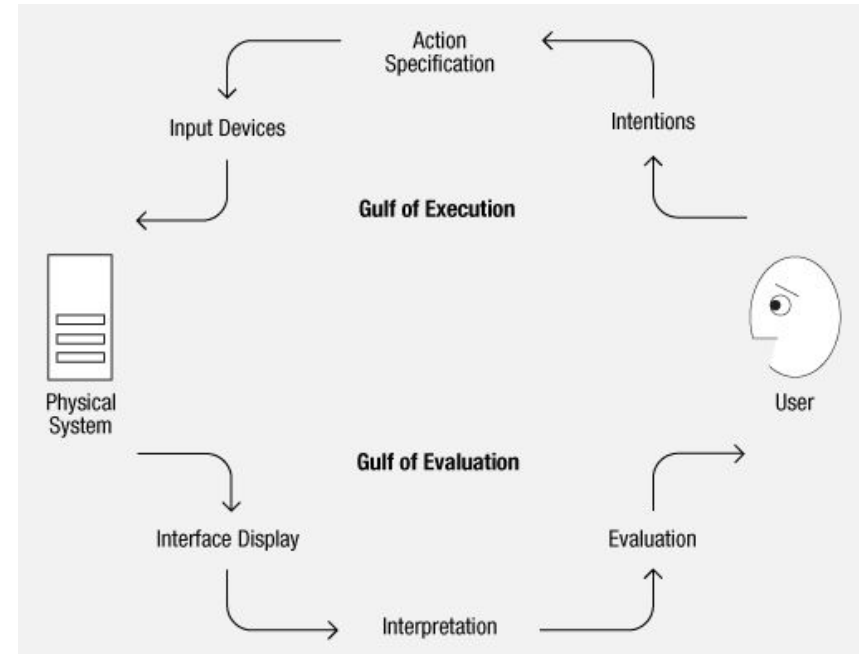 Action
Specification
Input Devices
Intentions
Gulf of Execution
Physical
System
User
Gulf of Evaluation
Interface Display
Evaluation
Interpretation